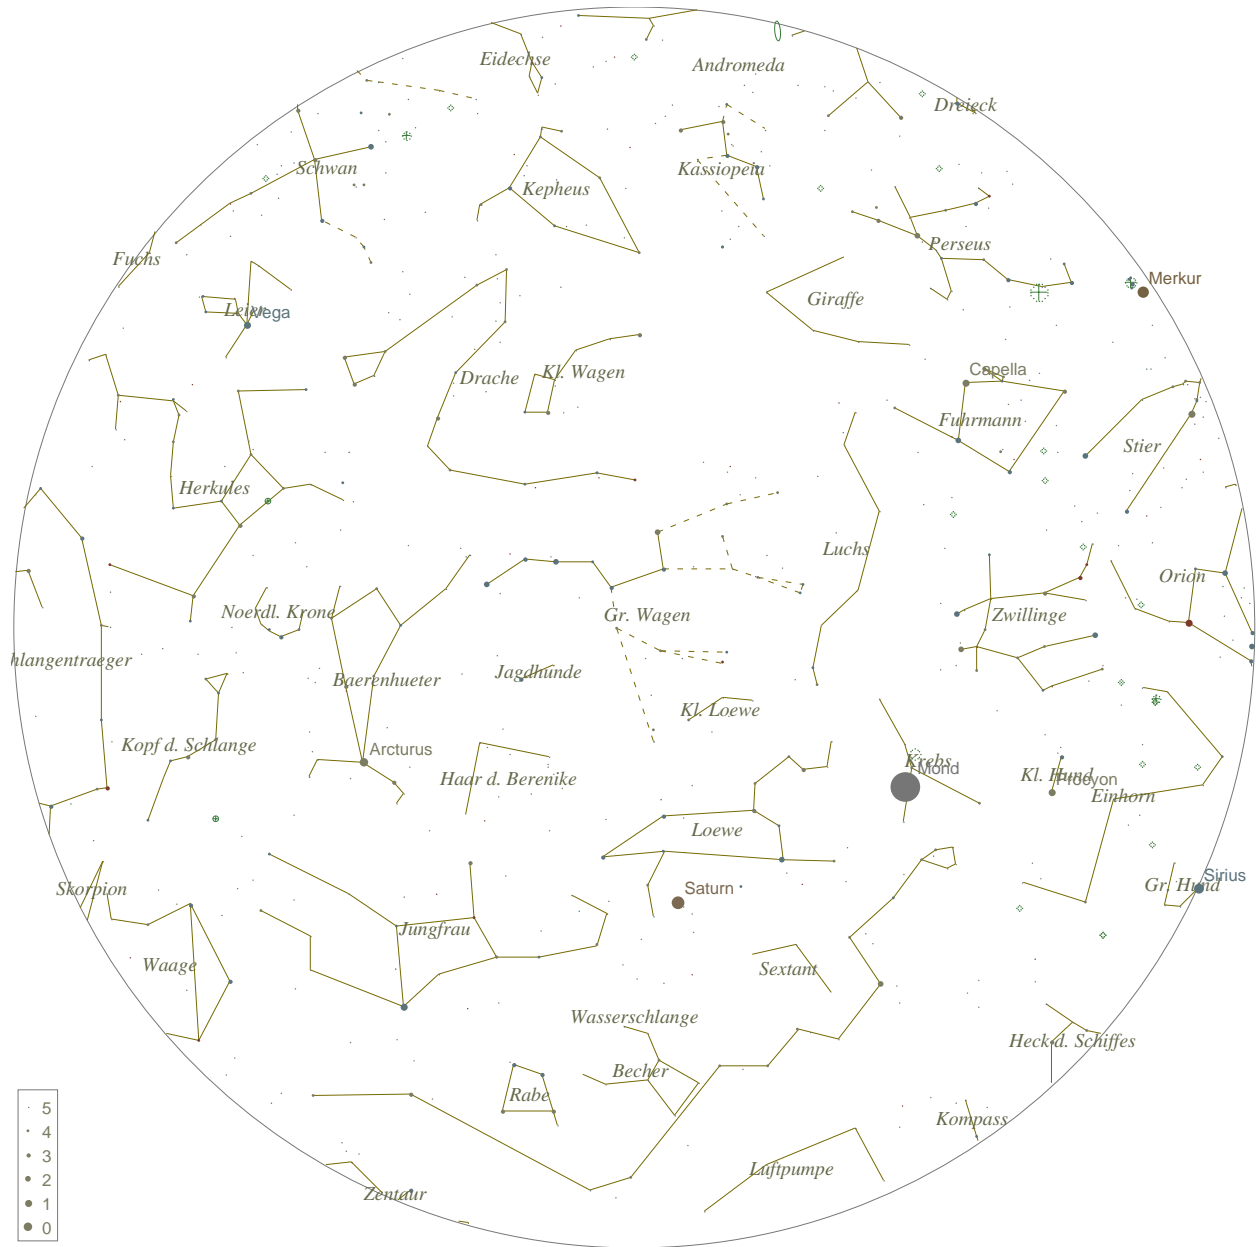 Eidechse
Andromeda
Dreieck
Schwan
Kepheus
Kassiopeia
Fuchs
Perseus
Merkur
Leier
Vega
Giraffe
Drache
Kl. Wagen
Capella
Fuhrmann
Stier
Herkules
Luchs
Orion
Noerdl. Krone
Gr. Wagen
Zwillinge
hlangentraeger
Baerenhueter
Jagdhunde
Kl. Loewe
Kopf d. Schlange
Arcturus
Haar d. Berenike
Krebs
Mond
Kl. Hund
Procyon
Einhorn
Loewe
Skorpion
Saturn
Gr. Hund
Sirius
Jungfrau
Waage
Sextant
Wasserschlange
Heck d. Schiffes
Becher
Rabe
Kompass
Luftpumpe
Zentaur
5
4
3
2
1
0